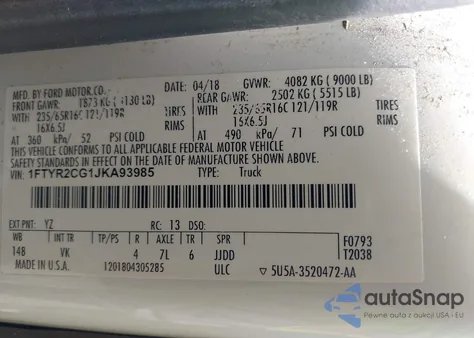 MFD. BY FORD MOTOR CO.
DATE: 04/18 GVWR: 4082 KG ( 9000 LB)
FRONT GAWR: 1873 KG ( 4130 LB) REAR GAWR: 2502 KG ( 5515 LB)
WITH 235/65R16C 121/119R TIRES WITH 235/65R16C 121/119R TIRES
16X6.5J RIMS 16X6.5J RIMS
AT 360 kPa/ 52 PSI COLD AT 490 kPa/ 71 PSI COLD
THIS VEHICLE CONFORMS TO ALL APPLICABLE FEDERAL MOTOR VEHICLE
SAFETY STANDARDS IN EFFECT ON THE DATE OF MANUFACTURE SHOWN ABOVE.
VIN: 1FTYR2CG1JKA93985 TYPE: Truck
EXT PNT: YZ RC: 13 DSO:
WB INT TR TP/PS R AXLE TR SPR F0793
148 VK 4 7L 6 JJDD T2038
MADE IN U.S.A. 1201804305285 ULC 5U5A-3520472-AA
autoSnap
Pewne auta z aukcji USA i EU